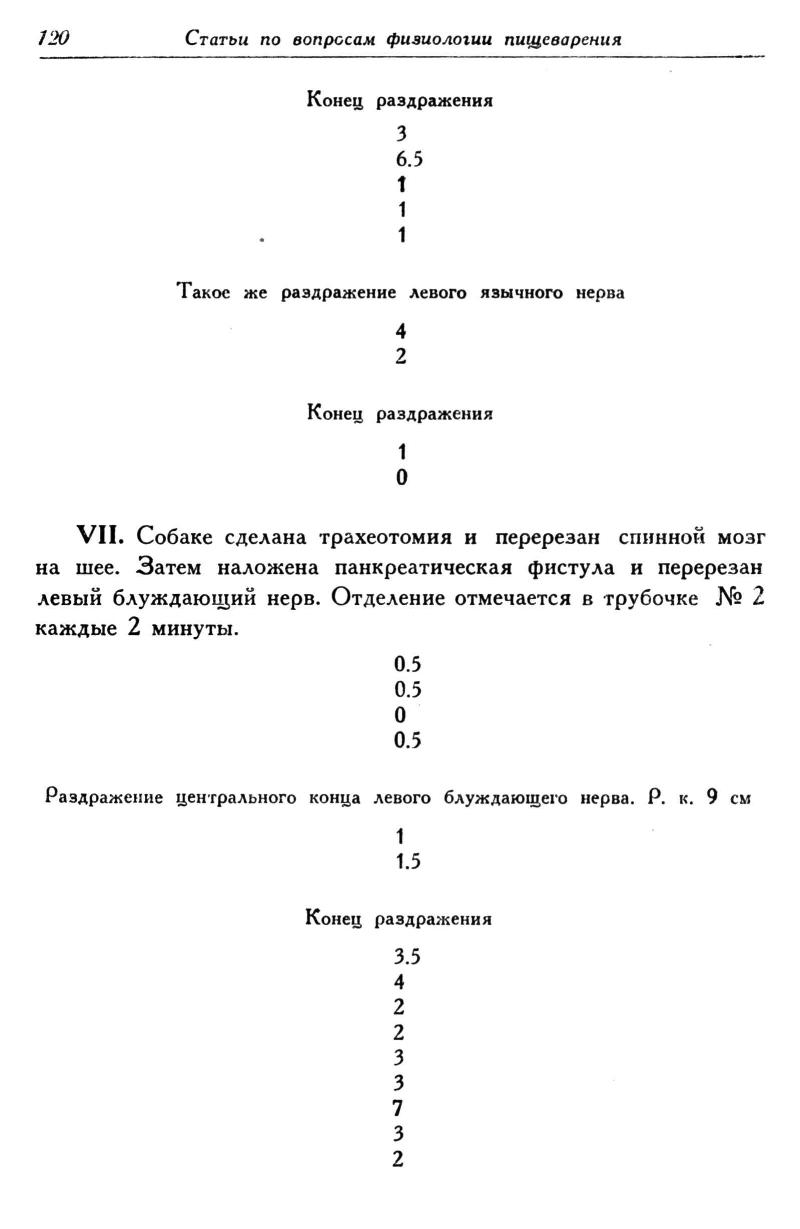 120 Статьи по вопросам физиологии пищеварения
Конец раздражения
3
6.5
1
1
1
Такое же раздражение левого язычного нерва
4
2
Конец раздражения
1
0
VII. Собаке сделана трахеотомия и перерезан спинной мозг
на шее. Затем наложена панкреатическая фистула и перерезан
левый блуждающий нерв. Отделение отмечается в трубочке № 2
каждые 2 минуты.
0.5
0.5
0
0.5
Раздражение центрального конца левого блуждающего нерва. Р. к. 9 см
1
1.5
Конец раздражения
3.5
4
2
2
3
3
7
3
2